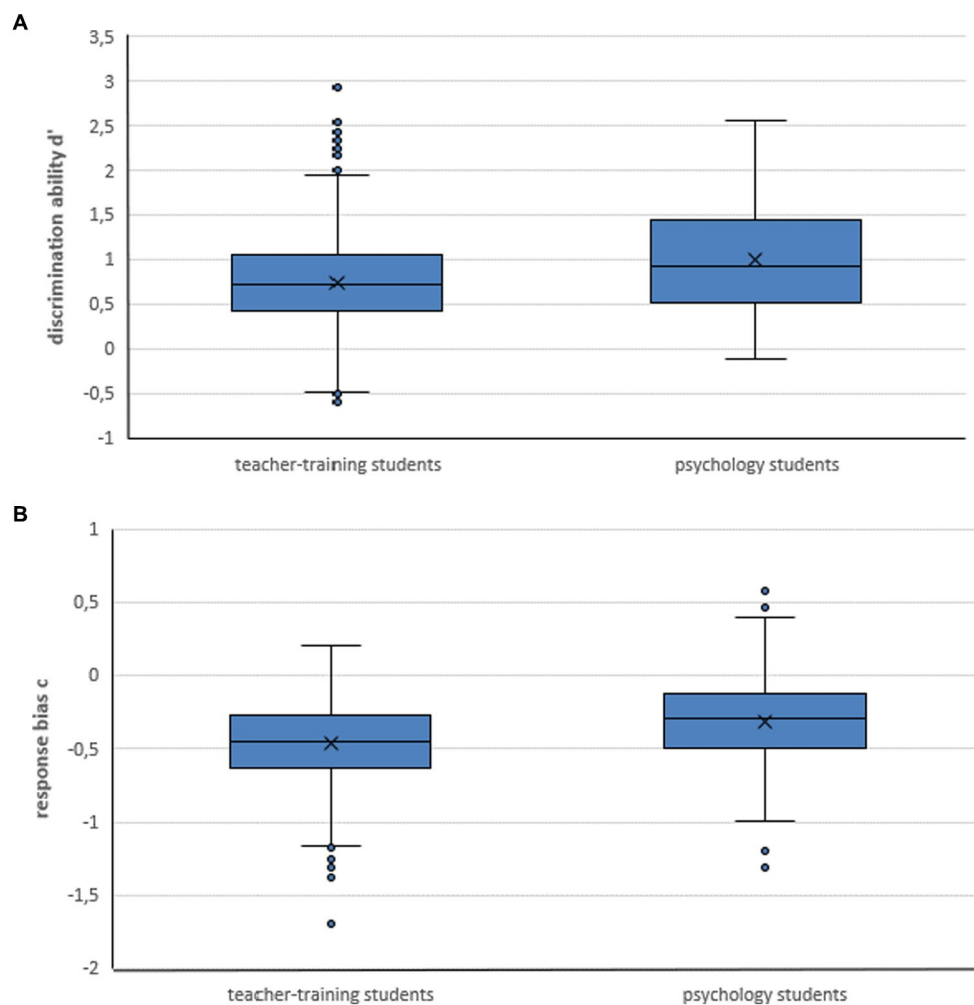 A
3,5
3
2,5
2
1,5
1
0,5
0
-0,5
-1
discrimination ability d'
teacher-training students
psychology students
B
1
0,5
0
-0,5
-1
-1,5
-2
response bias c
teacher-training students
psychology students